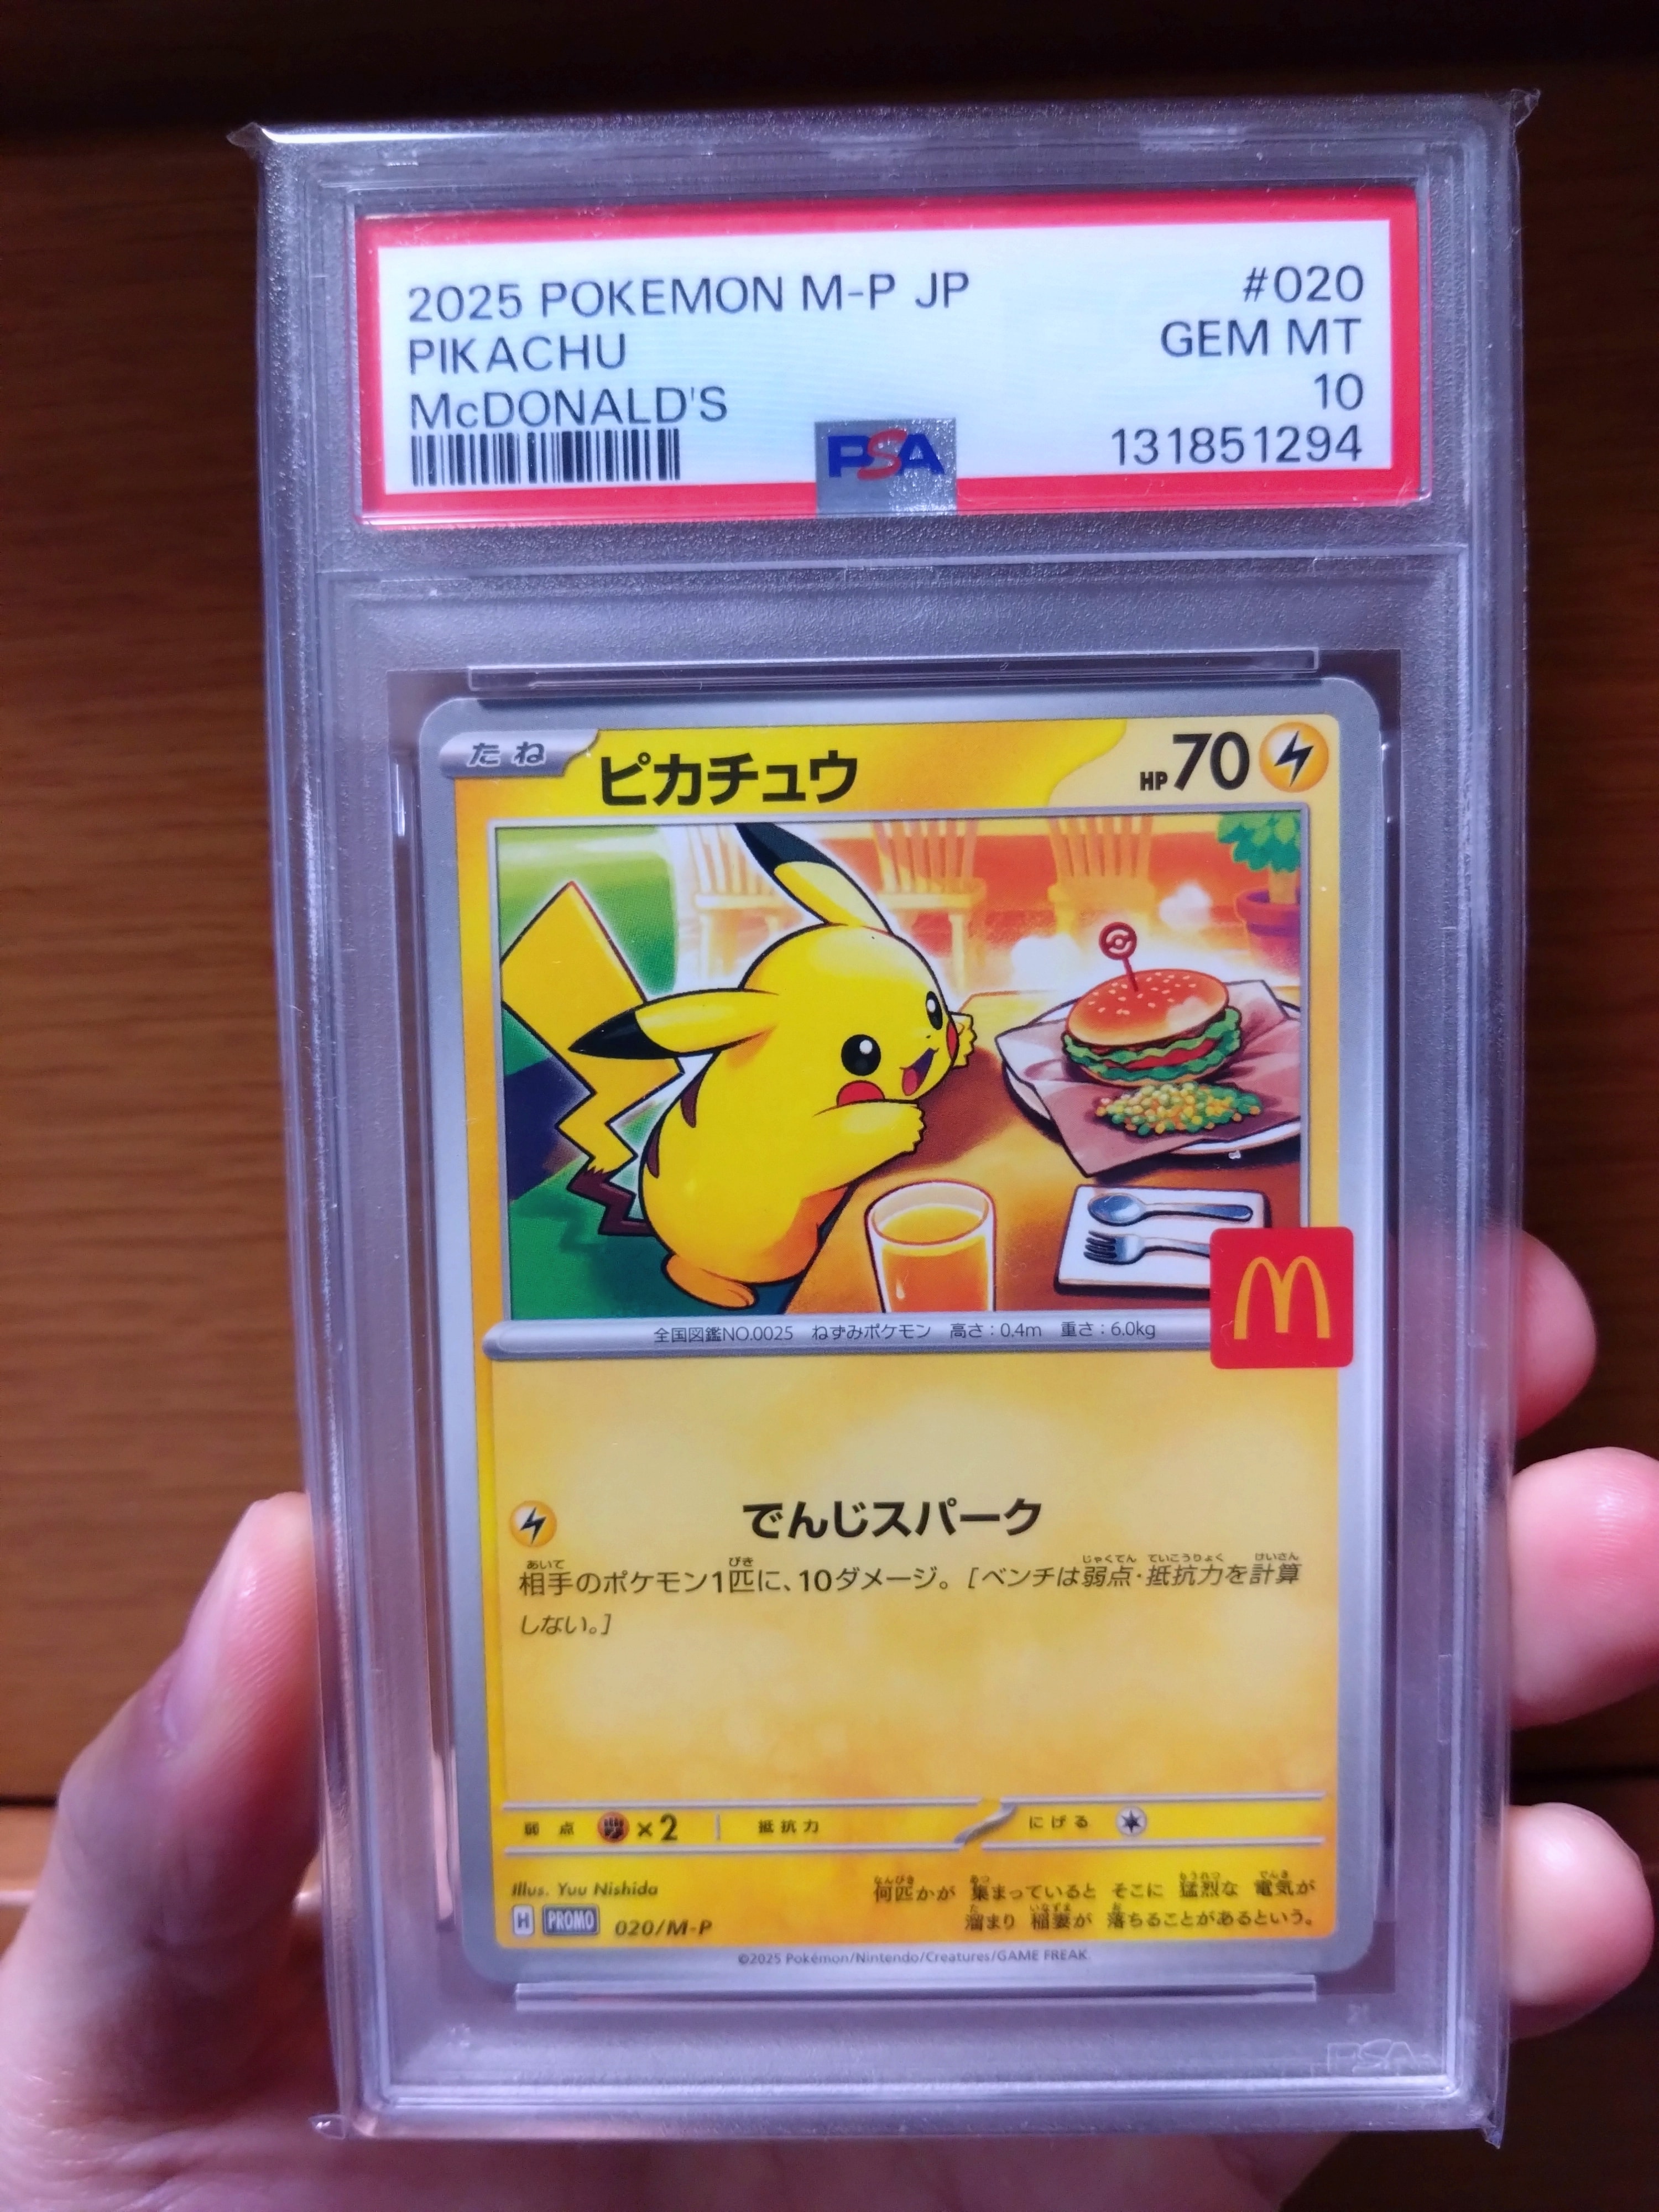 2025 POKEMON M-P JP #020
PIKACHU GEM MT
McDONALD'S 10
PSA 131851294
たね ピカチュウ HP70
全国図鑑NO.0025 ねずみポケモン 高さ:0.4m 重さ:6.0kg
M
でんじスパーク
相手のポケモン1匹に、10ダメージ。[ベンチは弱点・抵抗力を計算
しない。]
弱点 ×2 抵抗力 にげる
Illus. Yuu Nishida
何匹かが 集まっていると そこに 猛烈な 電気が
溜まり 稲妻が 落ちることがあるという。
H PROMO 020/M-P
©2025 Pokémon/Nintendo/Creatures/GAME FREAK
PSA